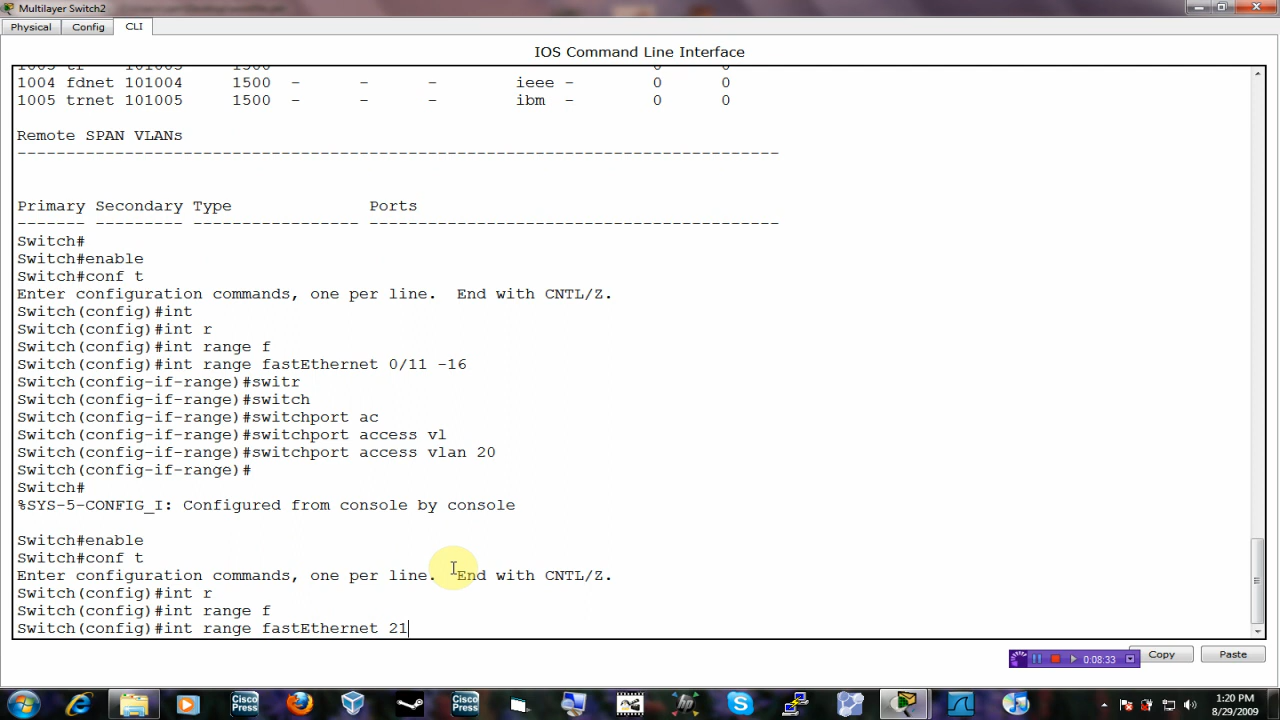 Multilayer Switch2
Physical Config CLI
IOS Command Line Interface
1004 fdnet 101004 1500 - - - ieee - 0 0
1005 trnet 101005 1500 - - - ibm - 0 0
Remote SPAN VLANs
------------------------------------------------------------------------------
Primary Secondary Type Ports
------- --------- ----------------- ------------------------------------------
Switch#
Switch#enable
Switch#conf t
Enter configuration commands, one per line. End with CNTL/Z.
Switch(config)#int
Switch(config)#int r
Switch(config)#int range f
Switch(config)#int range fastEthernet 0/11 -16
Switch(config-if-range)#switr
Switch(config-if-range)#switch
Switch(config-if-range)#switchport ac
Switch(config-if-range)#switchport access vl
Switch(config-if-range)#switchport access vlan 20
Switch(config-if-range)#
Switch#
%SYS-5-CONFIG_I: Configured from console by console
Switch#enable
Switch#conf t
Enter configuration commands, one per line. End with CNTL/Z.
Switch(config)#int r
Switch(config)#int range f
Switch(config)#int range fastEthernet 21
0:08:33
Copy Paste
Cisco Press
Cisco Press
hp
1:20 PM
8/29/2009